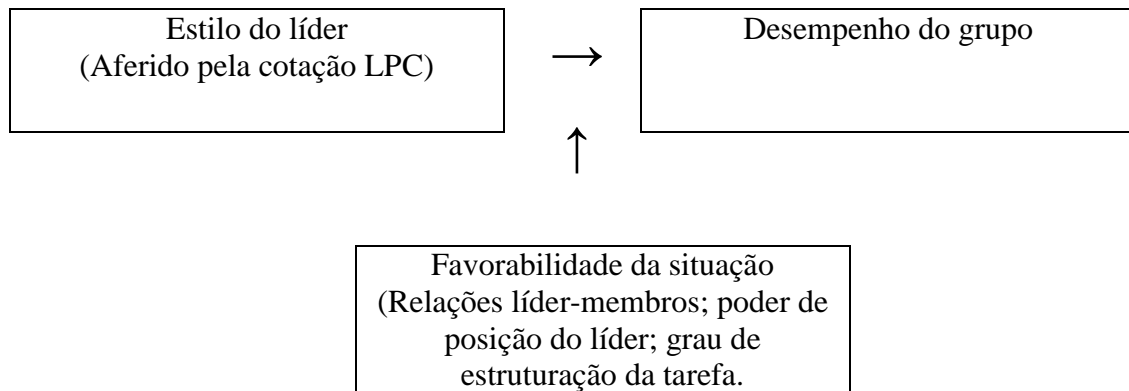 Estilo do líder
(Aferido pela cotação LPC)
Desempenho do grupo
Favorabilidade da situação
(Relações líder-membros; poder de
posição do líder; grau de
estruturação da tarefa.